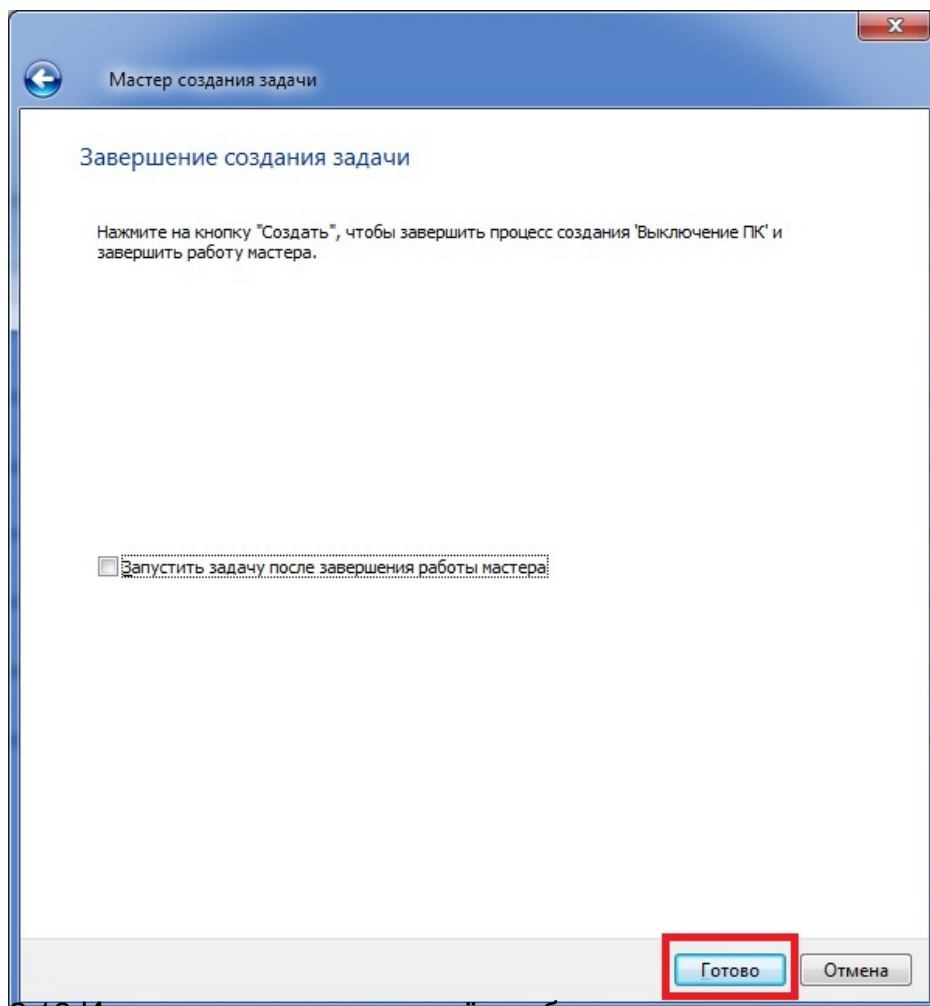 Мастер создания задачи
Завершение создания задачи
Нажмите на кнопку "Создать", чтобы завершить процесс создания 'Выключение ПК' и
завершить работу мастера.
Запустить задачу после завершения работы мастера
Готово
Отмена